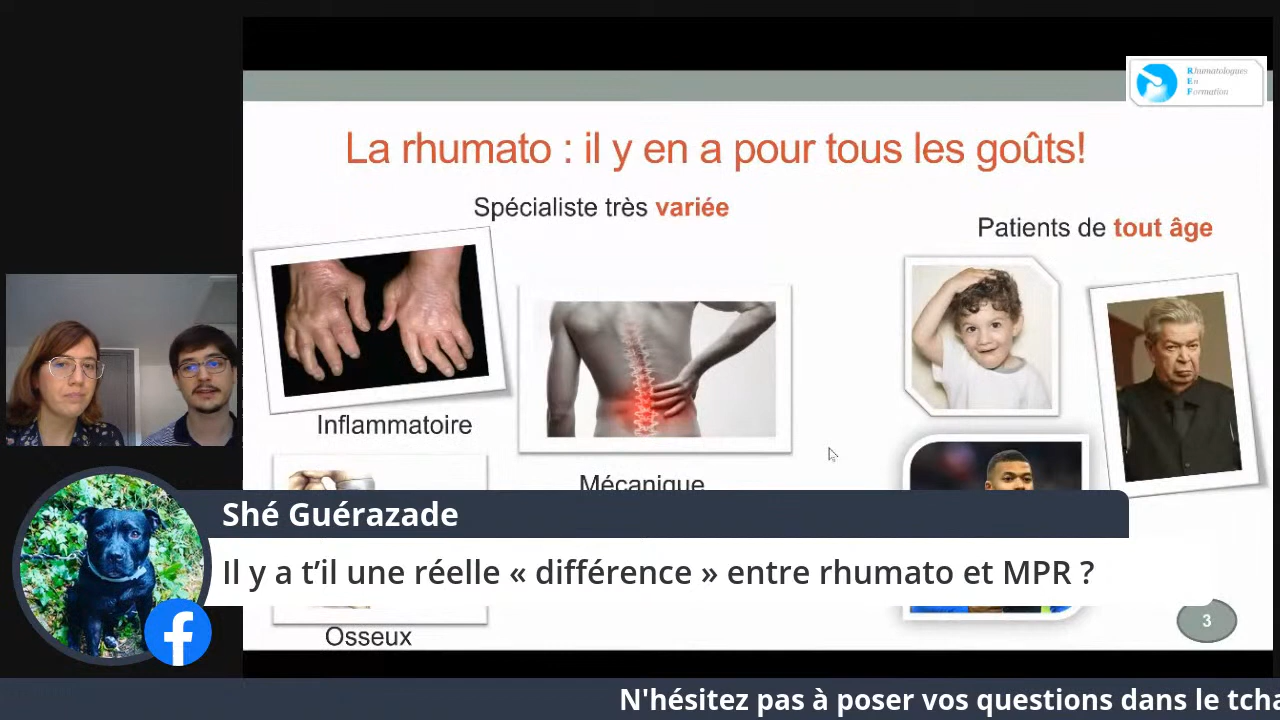 Rhumatologues
En
Formation
La rhumato : il y en a pour tous les goûts!
Spécialiste très variée
Patients de tout âge
Inflammatoire
Mécanique
Shé Guérazade
Il y a t’il une réelle « différence » entre rhumato et MPR ?
Osseux
3
N'hésitez pas à poser vos questions dans le tcha